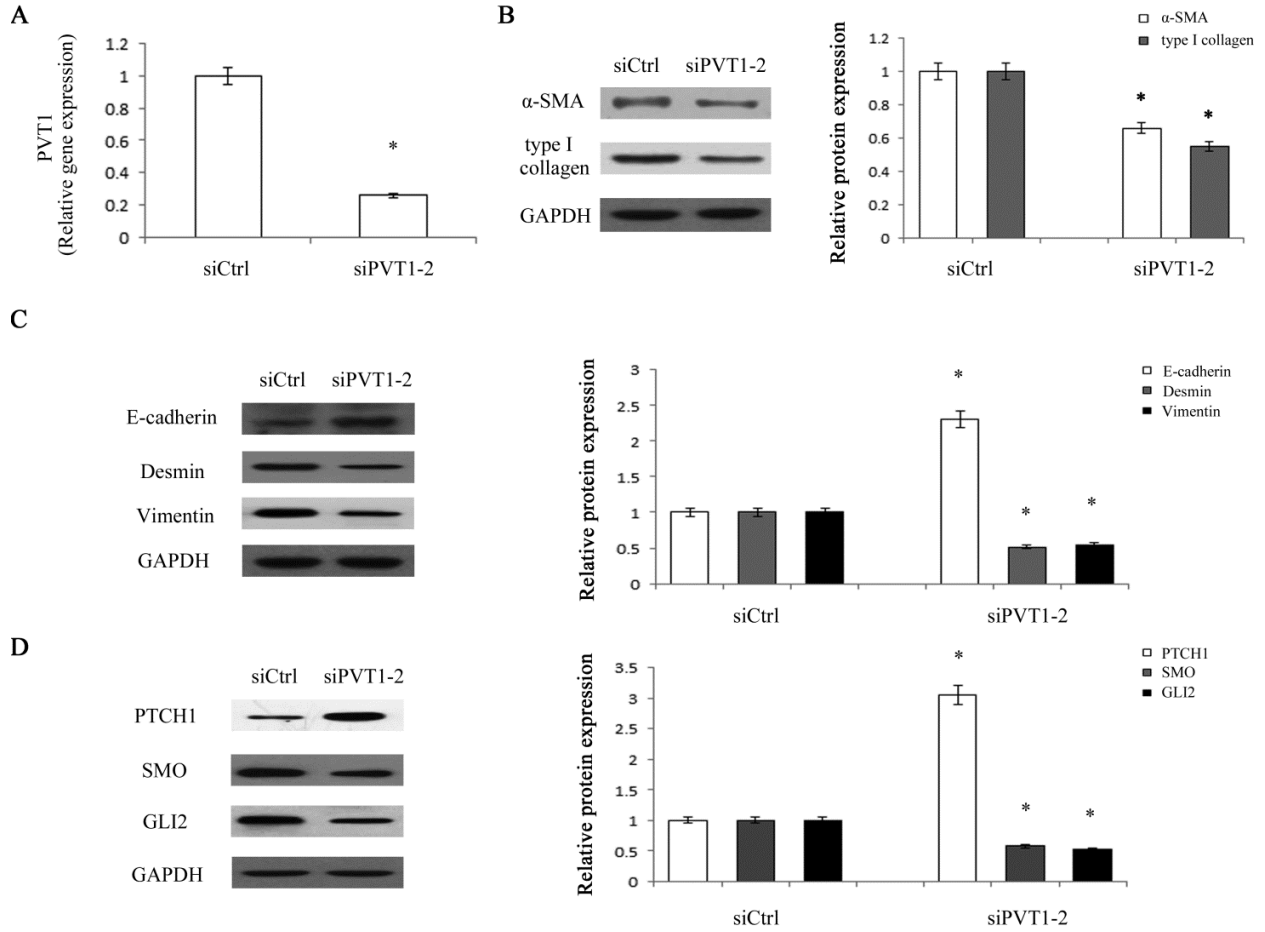 A
PVT1
(Relative gene expression)
1.2
1
0.8
0.6
0.4
0.2
0
*
siCtrl
siPVT1-2
B
siCtrl siPVT1-2
α-SMA
type I
collagen
GAPDH
α-SMA
type I collagen
Relative protein expression
1.2
1
0.8
0.6
0.4
0.2
0
*
*
siCtrl
siPVT1-2
C
siCtrl siPVT1-2
E-cadherin
Desmin
Vimentin
GAPDH
Relative protein expression
3
2.5
2
1.5
1
0.5
0
*
*
*
E-cadherin
Desmin
Vimentin
siCtrl
siPVT1-2
D
siCtrl siPVT1-2
PTCH1
SMO
GLI2
GAPDH
Relative protein expression
3.5
3
2.5
2
1.5
1
0.5
0
*
*
*
PTCH1
SMO
GLI2
siCtrl
siPVT1-2